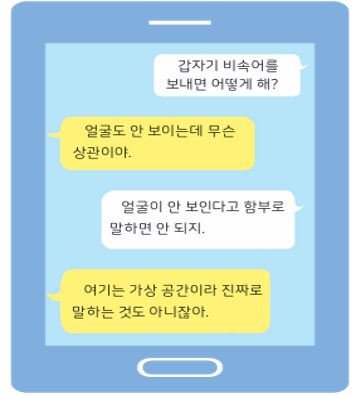 갑자기 비속어를
보내면 어떻게 해?
얼굴도 안 보이는데 무슨
상관이야.
얼굴이 안 보인다고 함부로
말하면 안 되지.
여기는 가상 공간이라 진짜로
말하는 것도 아니잖아.